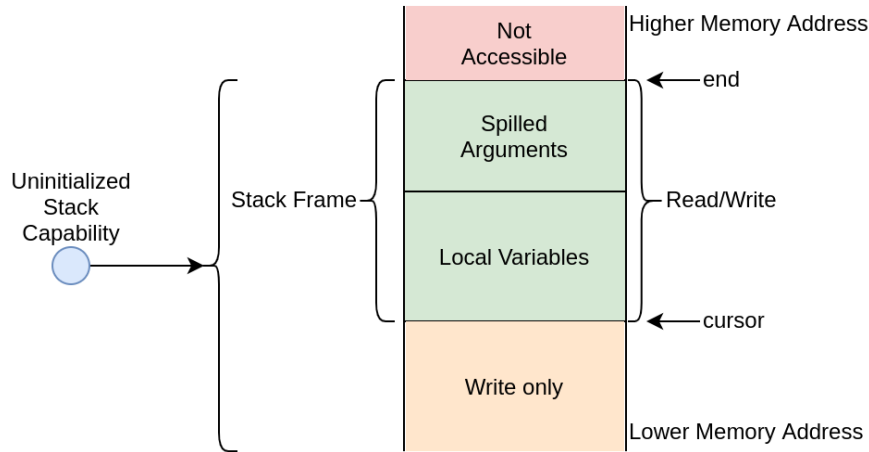 Not
Accessible
Higher Memory Address
end
Spilled
Arguments
Uninitialized
Stack
Capability
Stack Frame
Read/Write
Local Variables
cursor
Write only
Lower Memory Address